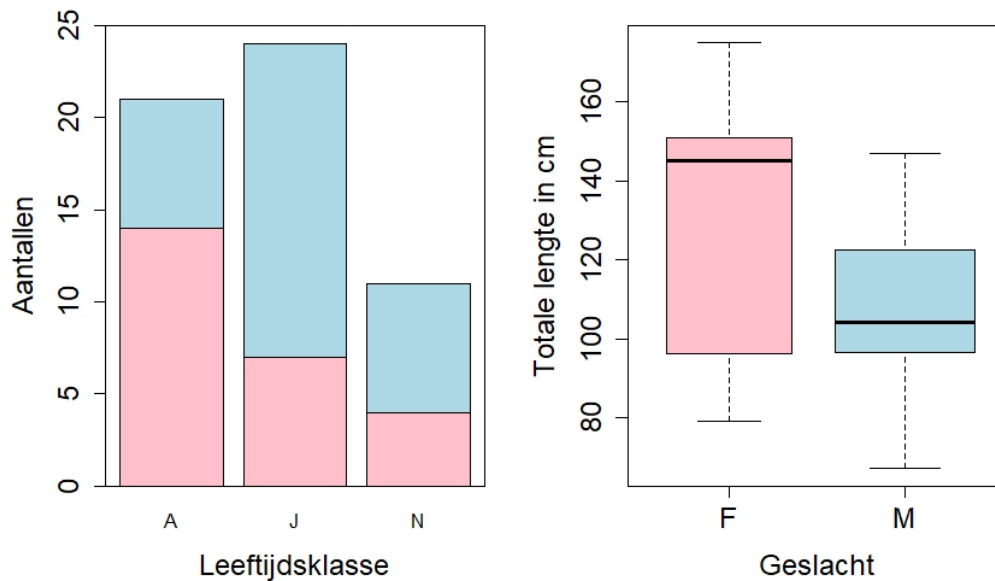 Aantallen
25
20
15
10
5
0
A J N
Leeftijdsklasse
Totale lengte in cm
160
140
120
100
80
F M
Geslacht